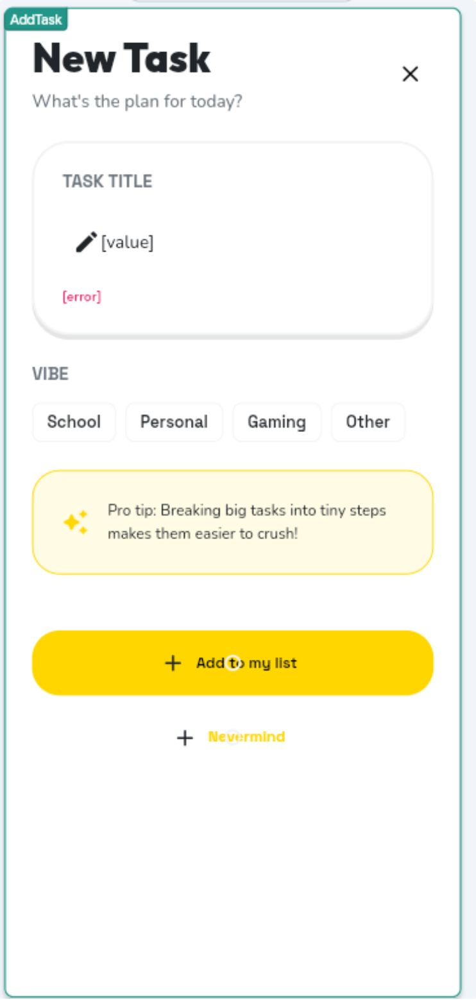 AddTask
New Task
What's the plan for today?
TASK TITLE
[value]
[error]
VIBE
School Personal Gaming Other
Pro tip: Breaking big tasks into tiny steps
makes them easier to crush!
Add to my list
Nevermind